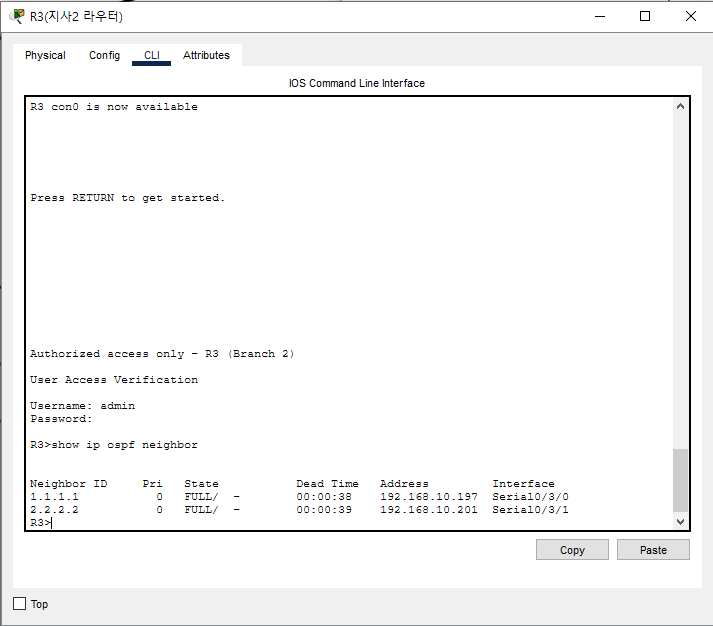 R3(지사2 라우터)
Physical Config CLI Attributes
IOS Command Line Interface
R3 con0 is now available
Press RETURN to get started.
Authorized access only - R3 (Branch 2)
User Access Verification
Username: admin
Password:
R3>show ip ospf neighbor
Neighbor ID Pri State Dead Time Address Interface
1.1.1.1 0 FULL/ - 00:00:38 192.168.10.197 Serial0/3/0
2.2.2.2 0 FULL/ - 00:00:39 192.168.10.201 Serial0/3/1
R3>
Copy Paste
Top